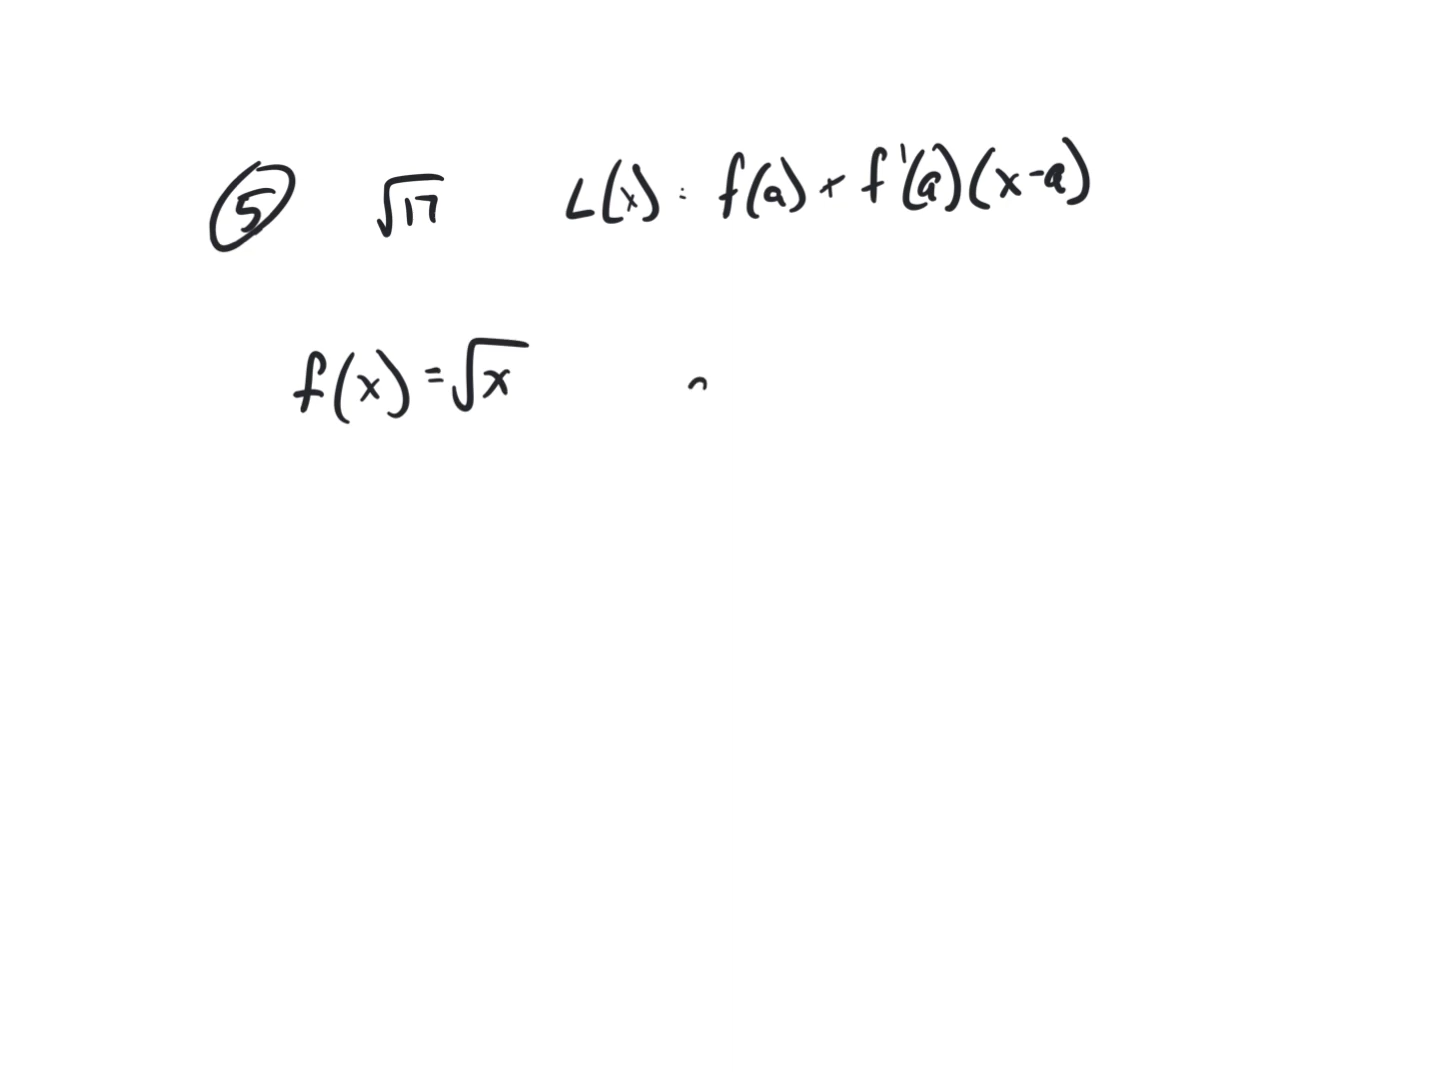 ⑤ √17 L(x) = f(a) + f'(a)(x-a)
f(x) = √x